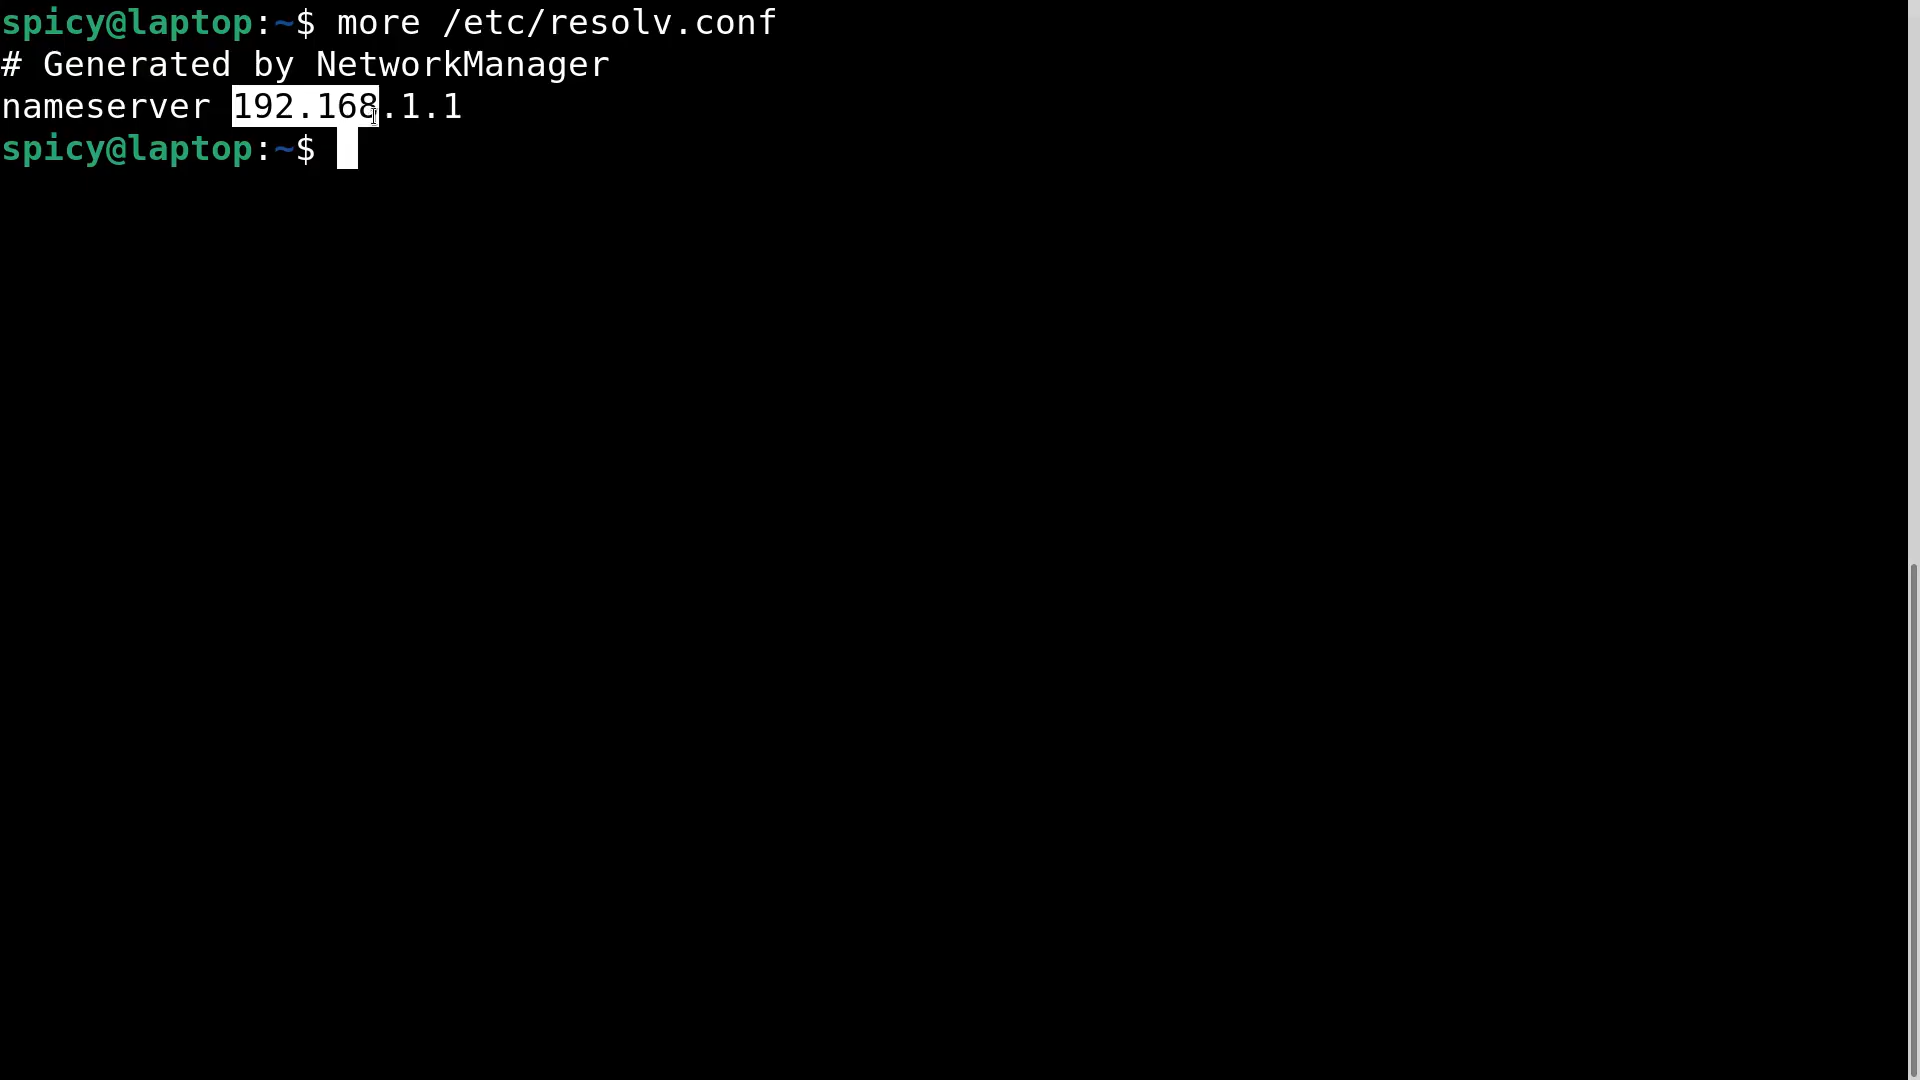 spicy@laptop:~$ more /etc/resolv.conf
# Generated by NetworkManager
nameserver 192.168.1.1
spicy@laptop:~$